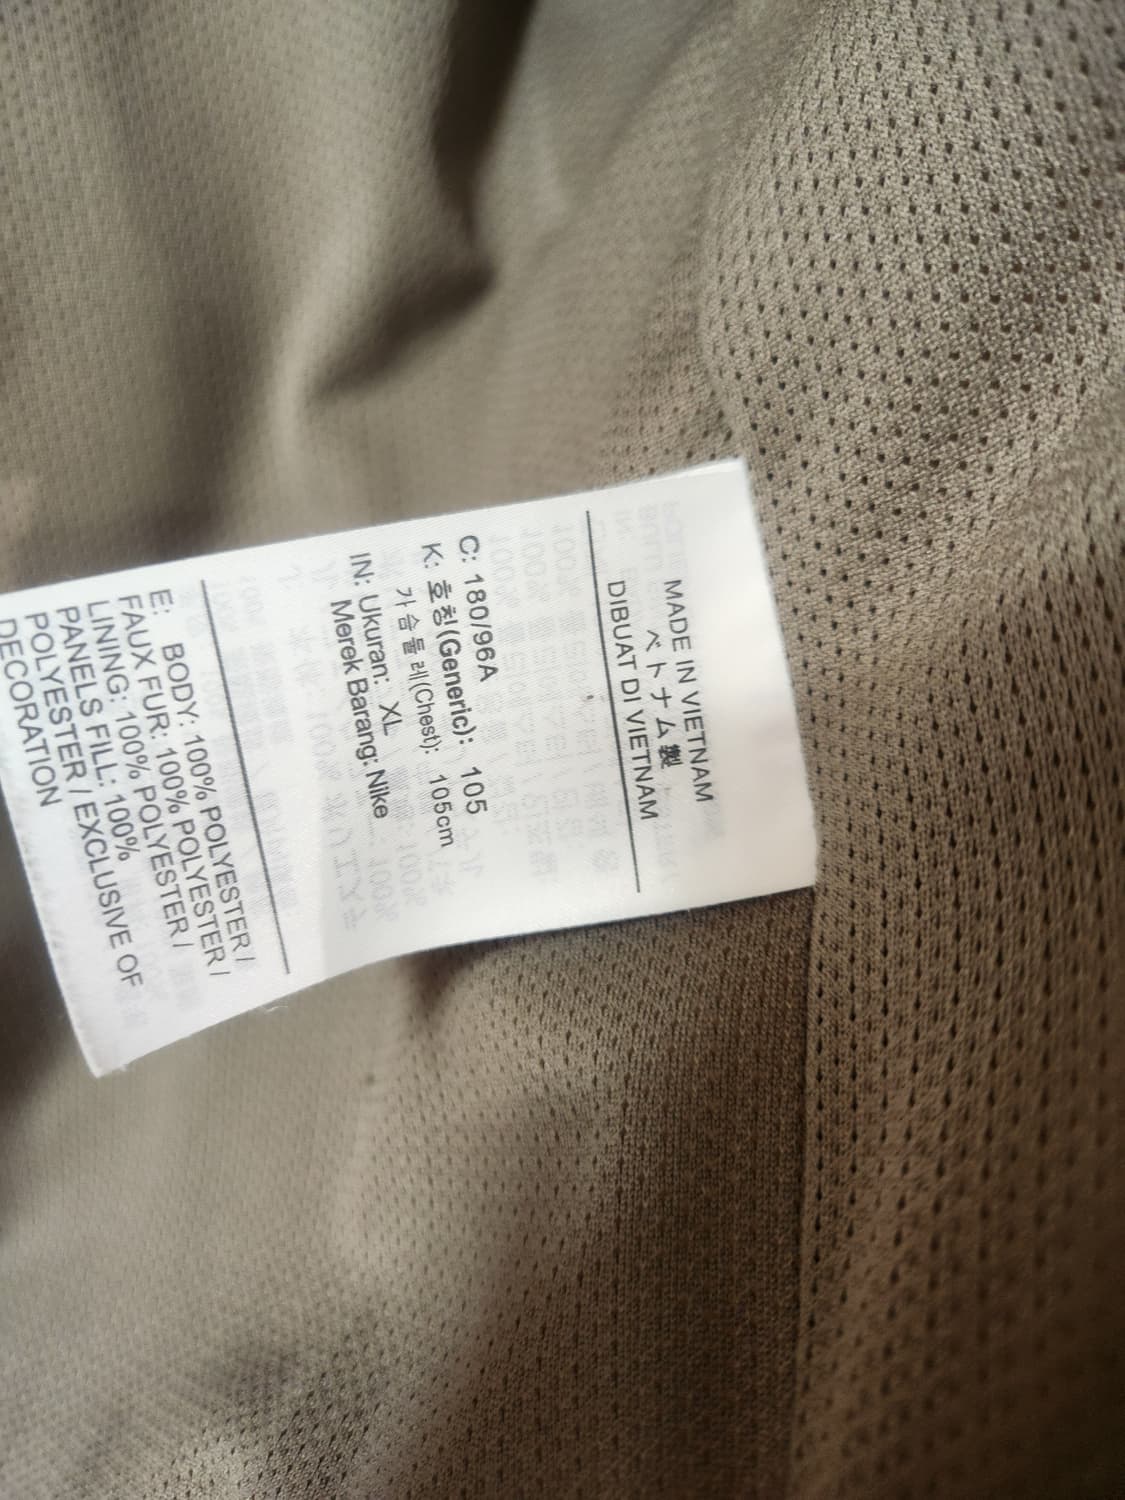 MADE IN VIETNAM
ベトナム製
DIBUAT DI VIETNAM
C: 180/96A
K: 호칭(Generic): 105
가슴둘레(Chest): 105cm
IN: Ukuran: XL
Merek Barang: Nike
E: BODY: 100% POLYESTER /
FAUX FUR: 100% POLYESTER /
LINING: 100% POLYESTER /
PANELS FILL: 100%
POLYESTER / EXCLUSIVE OF
DECORATION